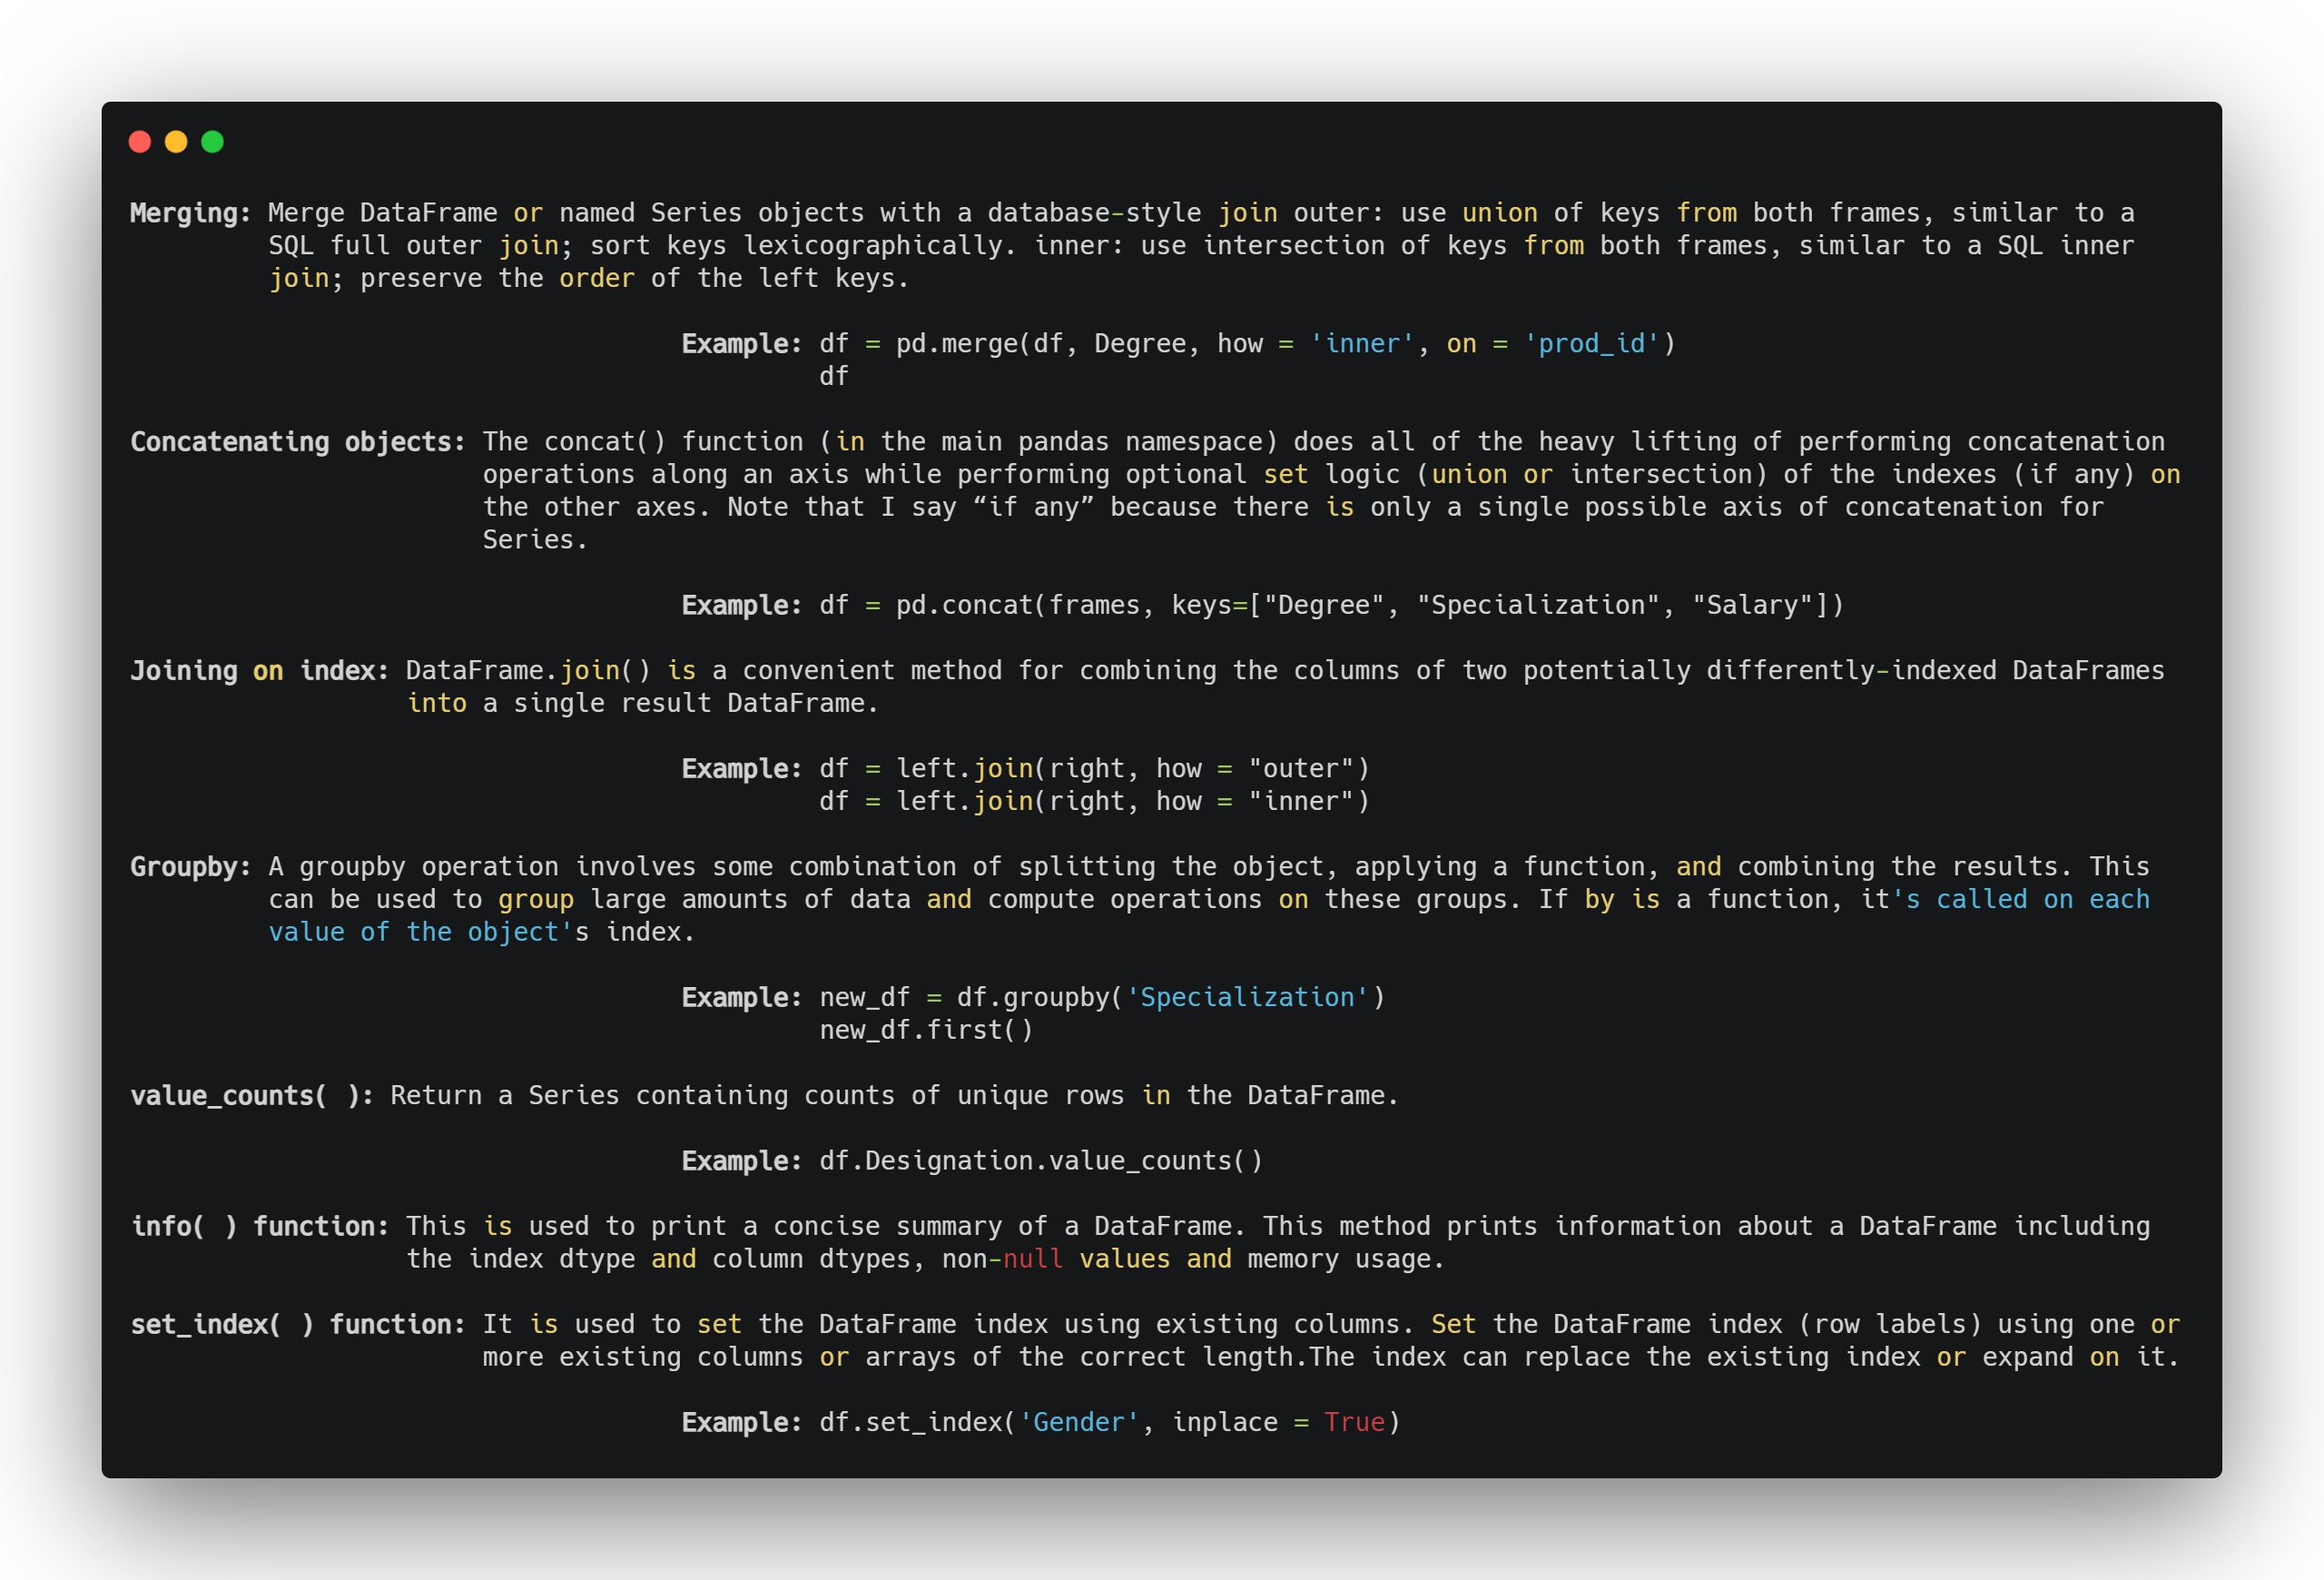 Merging: Merge DataFrame or named Series objects with a database-style join outer: use union of keys from both frames, similar to a
SQL full outer join; sort keys lexicographically. inner: use intersection of keys from both frames, similar to a SQL inner
join; preserve the order of the left keys.
Example: df = pd.merge(df, Degree, how = 'inner', on = 'prod_id')
df
Concatenating objects: The concat() function (in the main pandas namespace) does all of the heavy lifting of performing concatenation
operations along an axis while performing optional set logic (union or intersection) of the indexes (if any) on
the other axes. Note that I say “if any” because there is only a single possible axis of concatenation for
Series.
Example: df = pd.concat(frames, keys=["Degree", "Specialization", "Salary"])
Joining on index: DataFrame.join() is a convenient method for combining the columns of two potentially differently-indexed DataFrames
into a single result DataFrame.
Example: df = left.join(right, how = "outer")
df = left.join(right, how = "inner")
Groupby: A groupby operation involves some combination of splitting the object, applying a function, and combining the results. This
can be used to group large amounts of data and compute operations on these groups. If by is a function, it's called on each
value of the object's index.
Example: new_df = df.groupby('Specialization')
new_df.first()
value_counts( ): Return a Series containing counts of unique rows in the DataFrame.
Example: df.Designation.value_counts()
info( ) function: This is used to print a concise summary of a DataFrame. This method prints information about a DataFrame including
the index dtype and column dtypes, non-null values and memory usage.
set_index( ) function: It is used to set the DataFrame index using existing columns. Set the DataFrame index (row labels) using one or
more existing columns or arrays of the correct length.The index can replace the existing index or expand on it.
Example: df.set_index('Gender', inplace = True)